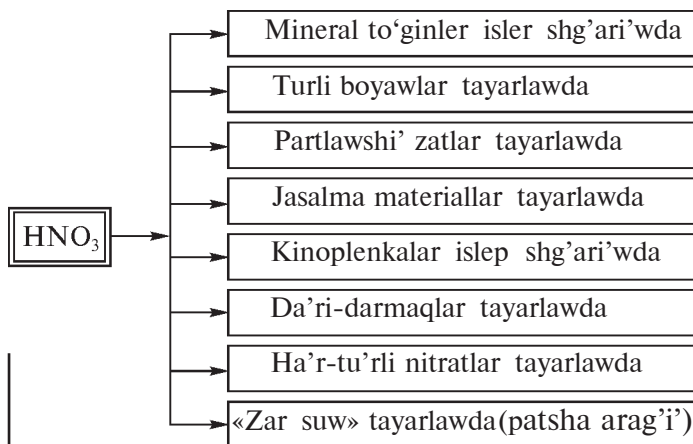 Mineral to‘ginler isler shg’ari’wda
Turli boyawlar tayarlawda
Partlawshi’ zatlar tayarlawda
Jasalma materiallar tayarlawda
HNO₃
Kinoplenkalar islep shg’ari’wda
Da’ri-darmaqlar tayarlawda
Ha’r-tu’rli nitratlar tayarlawda
«Zar suw» tayarlawda(patsha arag’i’)